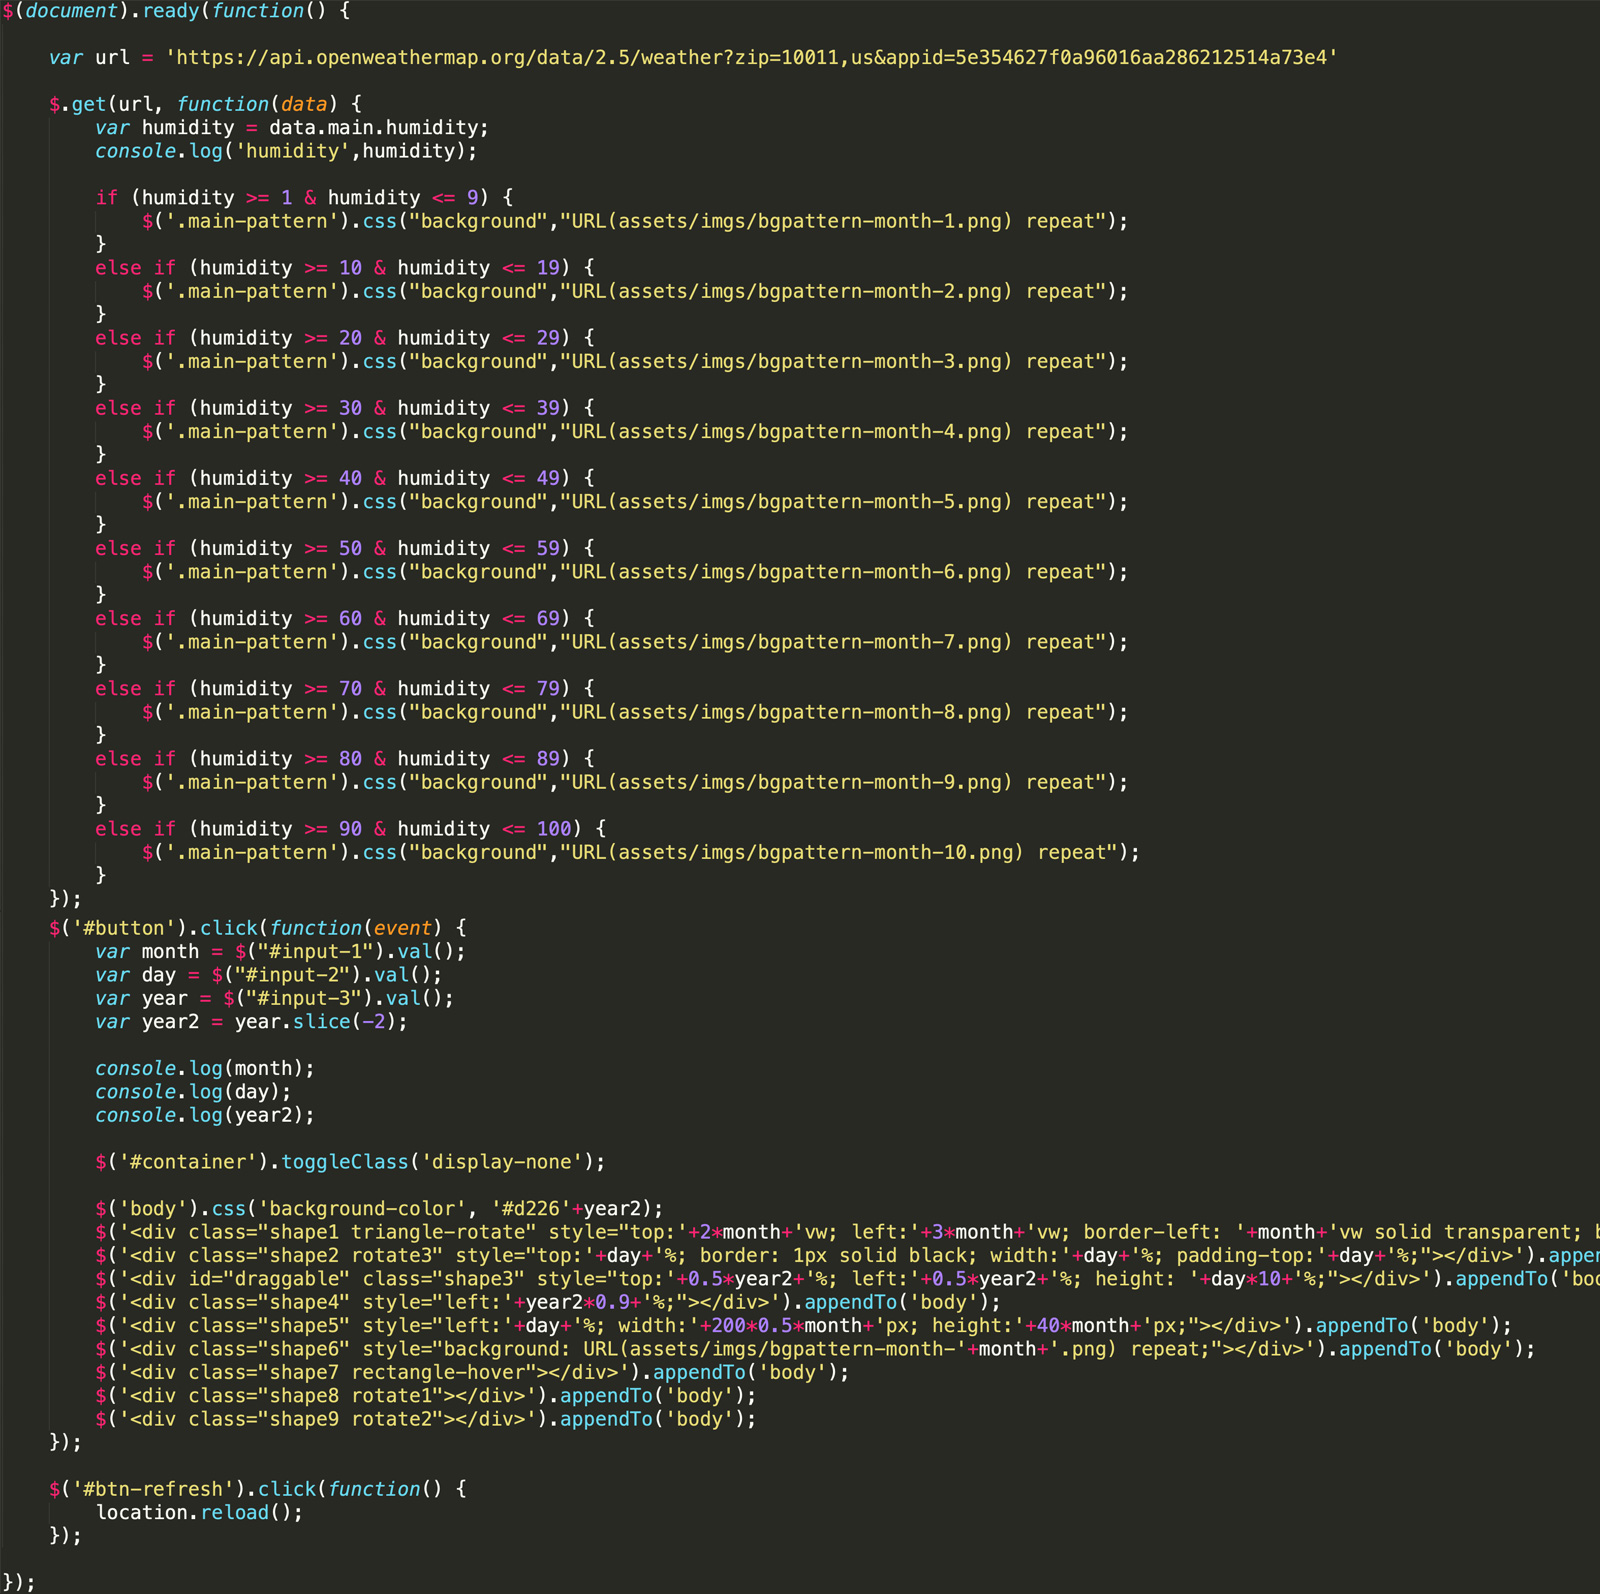 $(document).ready(function() {
var url = 'https://api.openweathermap.org/data/2.5/weather?zip=10011,us&appid=5e354627f0a96016aa286212514a73e4'
$.get(url, function(data) {
var humidity = data.main.humidity;
console.log('humidity',humidity);
if (humidity >= 1 & humidity <= 9) {
$('.main-pattern').css("background","URL(assets/imgs/bgpattern-month-1.png) repeat");
}
else if (humidity >= 10 & humidity <= 19) {
$('.main-pattern').css("background","URL(assets/imgs/bgpattern-month-2.png) repeat");
}
else if (humidity >= 20 & humidity <= 29) {
$('.main-pattern').css("background","URL(assets/imgs/bgpattern-month-3.png) repeat");
}
else if (humidity >= 30 & humidity <= 39) {
$('.main-pattern').css("background","URL(assets/imgs/bgpattern-month-4.png) repeat");
}
else if (humidity >= 40 & humidity <= 49) {
$('.main-pattern').css("background","URL(assets/imgs/bgpattern-month-5.png) repeat");
}
else if (humidity >= 50 & humidity <= 59) {
$('.main-pattern').css("background","URL(assets/imgs/bgpattern-month-6.png) repeat");
}
else if (humidity >= 60 & humidity <= 69) {
$('.main-pattern').css("background","URL(assets/imgs/bgpattern-month-7.png) repeat");
}
else if (humidity >= 70 & humidity <= 79) {
$('.main-pattern').css("background","URL(assets/imgs/bgpattern-month-8.png) repeat");
}
else if (humidity >= 80 & humidity <= 89) {
$('.main-pattern').css("background","URL(assets/imgs/bgpattern-month-9.png) repeat");
}
else if (humidity >= 90 & humidity <= 100) {
$('.main-pattern').css("background","URL(assets/imgs/bgpattern-month-10.png) repeat");
}
});
$('#button').click(function(event) {
var month = $("#input-1").val();
var day = $("#input-2").val();
var year = $("#input-3").val();
var year2 = year.slice(-2);
console.log(month);
console.log(day);
console.log(year2);
$('#container').toggleClass('display-none');
$('body').css('background-color', '#d226'+year2);
$('<div class="shape1 triangle-rotate" style="top:'+2*month+'vw; left:'+3*month+'vw; border-left: '+month+'vw solid transparent; b
$('<div class="shape2 rotate3" style="top:'+day+'%; border: 1px solid black; width:'+day+'%; padding-top:'+day+'%;"></div>').appen
$('<div id="draggable" class="shape3" style="top:'+0.5*year2+'%; left:'+0.5*year2+'%; height: '+day*10+'%;"></div>').appendTo('bod
$('<div class="shape4" style="left:'+year2*0.9+'%;"></div>').appendTo('body');
$('<div class="shape5" style="left:'+day+'%; width:'+200*0.5*month+'px; height:'+40*month+'px;"></div>').appendTo('body');
$('<div class="shape6" style="background: URL(assets/imgs/bgpattern-month-'+month+'.png) repeat;"></div>').appendTo('body');
$('<div class="shape7 rectangle-hover"></div>').appendTo('body');
$('<div class="shape8 rotate1"></div>').appendTo('body');
$('<div class="shape9 rotate2"></div>').appendTo('body');
});
$('#btn-refresh').click(function() {
location.reload();
});
});